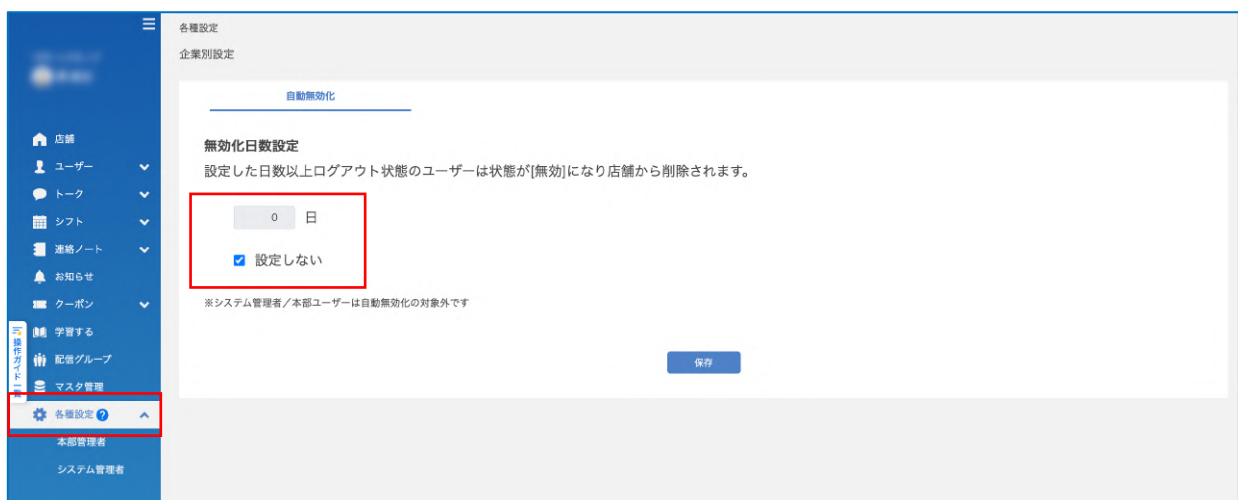 各種設定
企業別設定
自動無効化
無効化日数設定
設定した日数以上ログアウト状態のユーザーは状態が[無効]になり店舗から削除されます。
0 日
設定しない
※システム管理者/本部ユーザーは自動無効化の対象外です
保存
店舗
ユーザー
トーク
シフト
連絡ノート
お知らせ
クーポン
学習する
配信グループ
マスタ管理
各種設定 ?
本部管理者
システム管理者
操作ガイド一覧